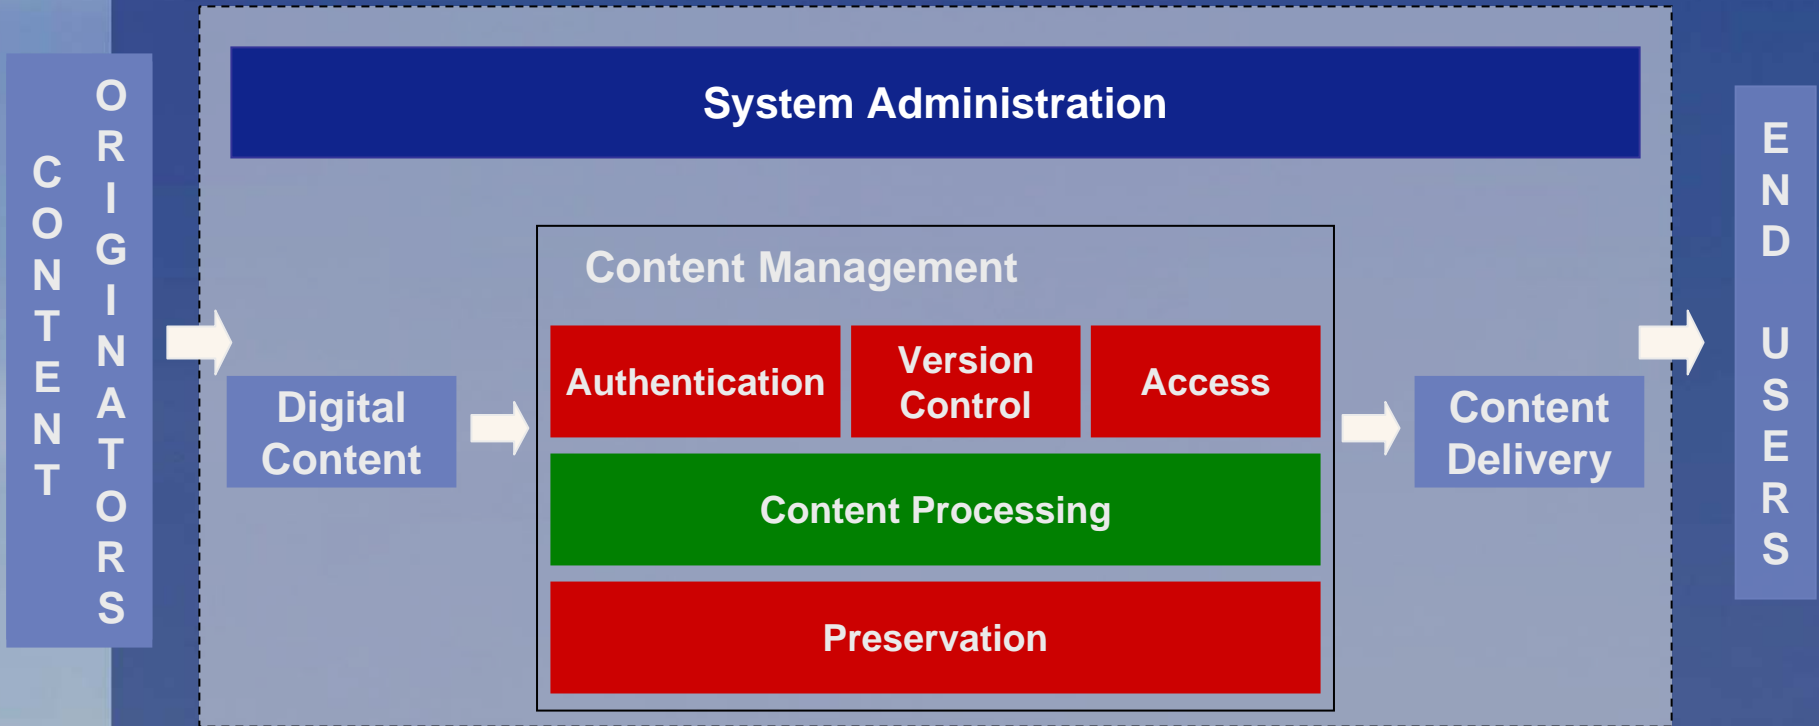 CONTENT
ORIGINATORS
System Administration
Content Management
Authentication
Version
Control
Access
Digital
Content
Content Processing
Preservation
Content
Delivery
END USERS